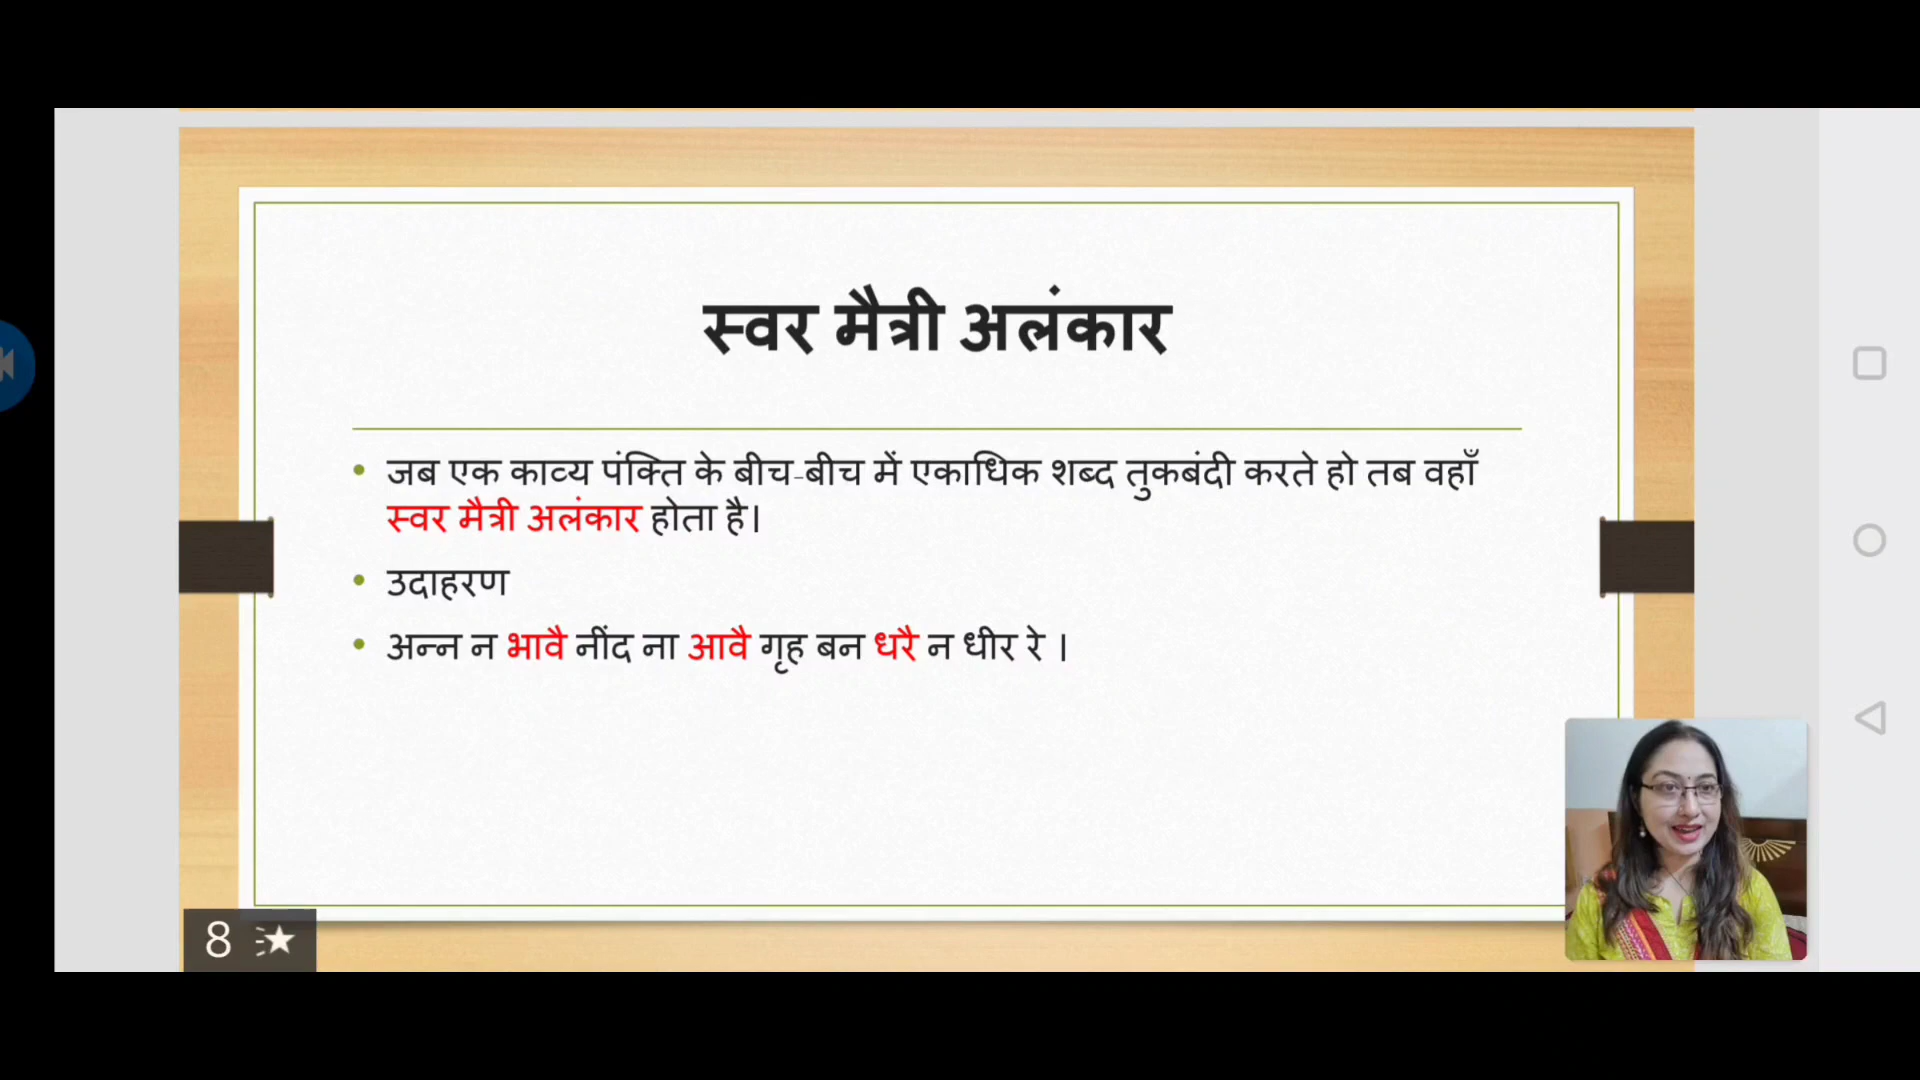 स्वर मैत्री अलंकार
• जब एक काव्य पंक्ति के बीच-बीच में एकाधिक शब्द तुकबंदी करते हो तब वहाँ
स्वर मैत्री अलंकार होता है।
• उदाहरण
• अन्न न भावै नींद ना आवै गृह बन धरै न धीर रे ।
8